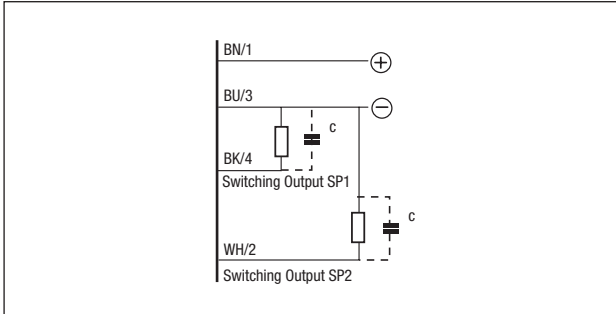 BN/1
+
BU/3
−
c
BK/4
Switching Output SP1
c
WH/2
Switching Output SP2